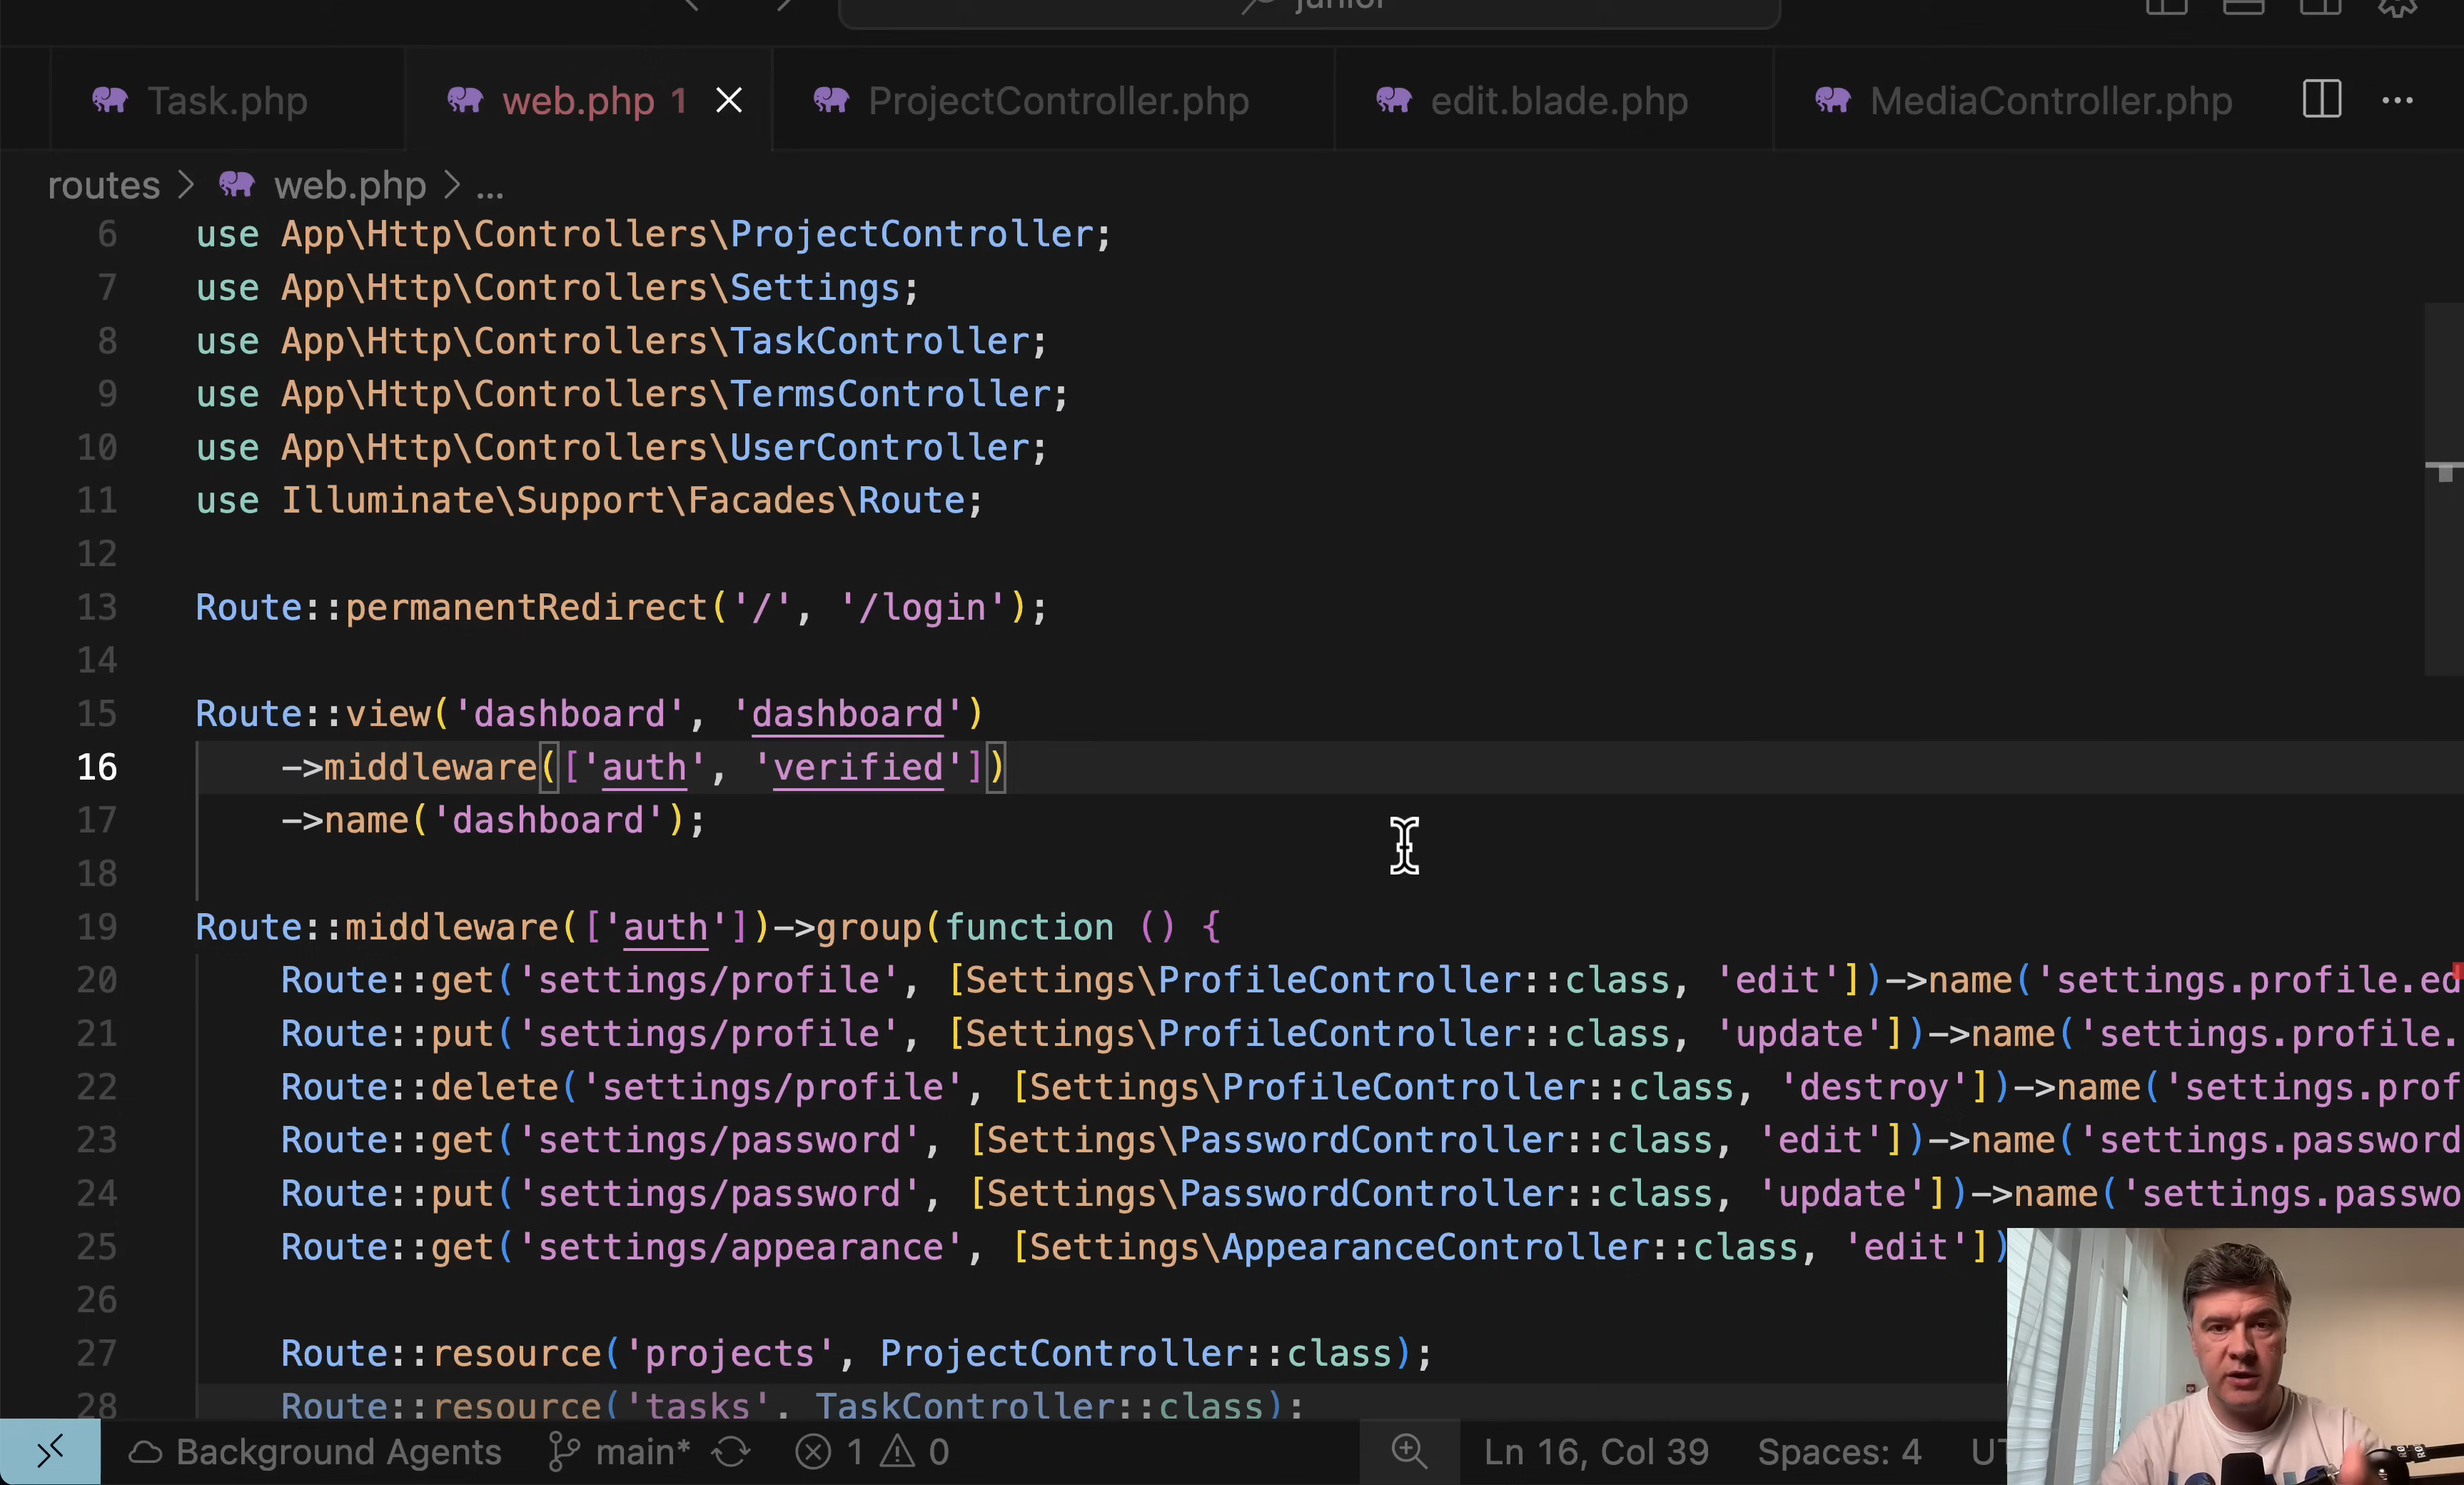 junior
Task.php
web.php 1
ProjectController.php
edit.blade.php
MediaController.php
routes > web.php > ...
6 use App\Http\Controllers\ProjectController;
7 use App\Http\Controllers\Settings;
8 use App\Http\Controllers\TaskController;
9 use App\Http\Controllers\TermsController;
10 use App\Http\Controllers\UserController;
11 use Illuminate\Support\Facades\Route;
12
13 Route::permanentRedirect('/', '/login');
14
15 Route::view('dashboard', 'dashboard')
16     ->middleware(['auth', 'verified'])
17     ->name('dashboard');
18
19 Route::middleware(['auth'])->group(function () {
20     Route::get('settings/profile', [Settings\ProfileController::class, 'edit'])->name('settings.profile.ed
21     Route::put('settings/profile', [Settings\ProfileController::class, 'update'])->name('settings.profile.
22     Route::delete('settings/profile', [Settings\ProfileController::class, 'destroy'])->name('settings.prof
23     Route::get('settings/password', [Settings\PasswordController::class, 'edit'])->name('settings.password
24     Route::put('settings/password', [Settings\PasswordController::class, 'update'])->name('settings.passwo
25     Route::get('settings/appearance', [Settings\AppearanceController::class, 'edit'])
26
27     Route::resource('projects', ProjectController::class);
28     Route::resource('tasks', TaskController::class);
Background Agents main* 1 0 Ln 16, Col 39 Spaces: 4